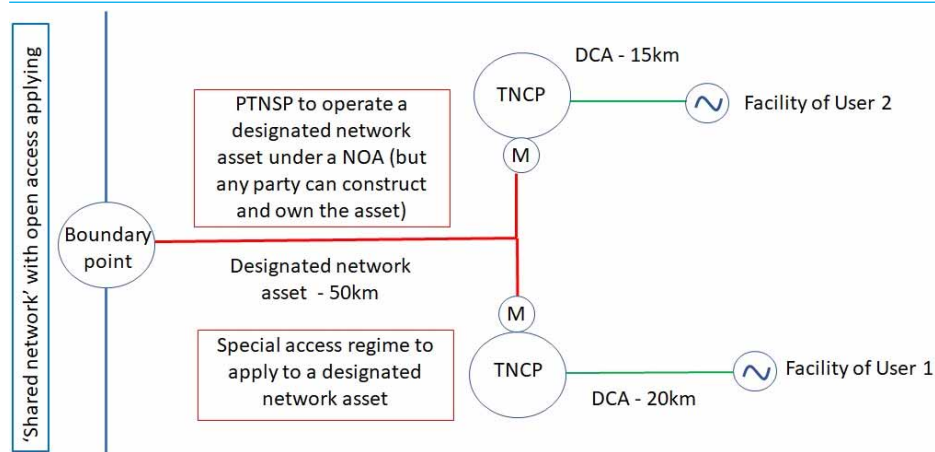 'Shared network' with open access applying
DCA - 15km
TNCP
Facility of User 2
PTNSP to operate a
designated network
asset under a NOA (but
any party can construct
and own the asset)
M
Boundary
point
Designated network
asset - 50km
M
Special access regime to
apply to a designated
network asset
TNCP
Facility of User 1
DCA - 20km